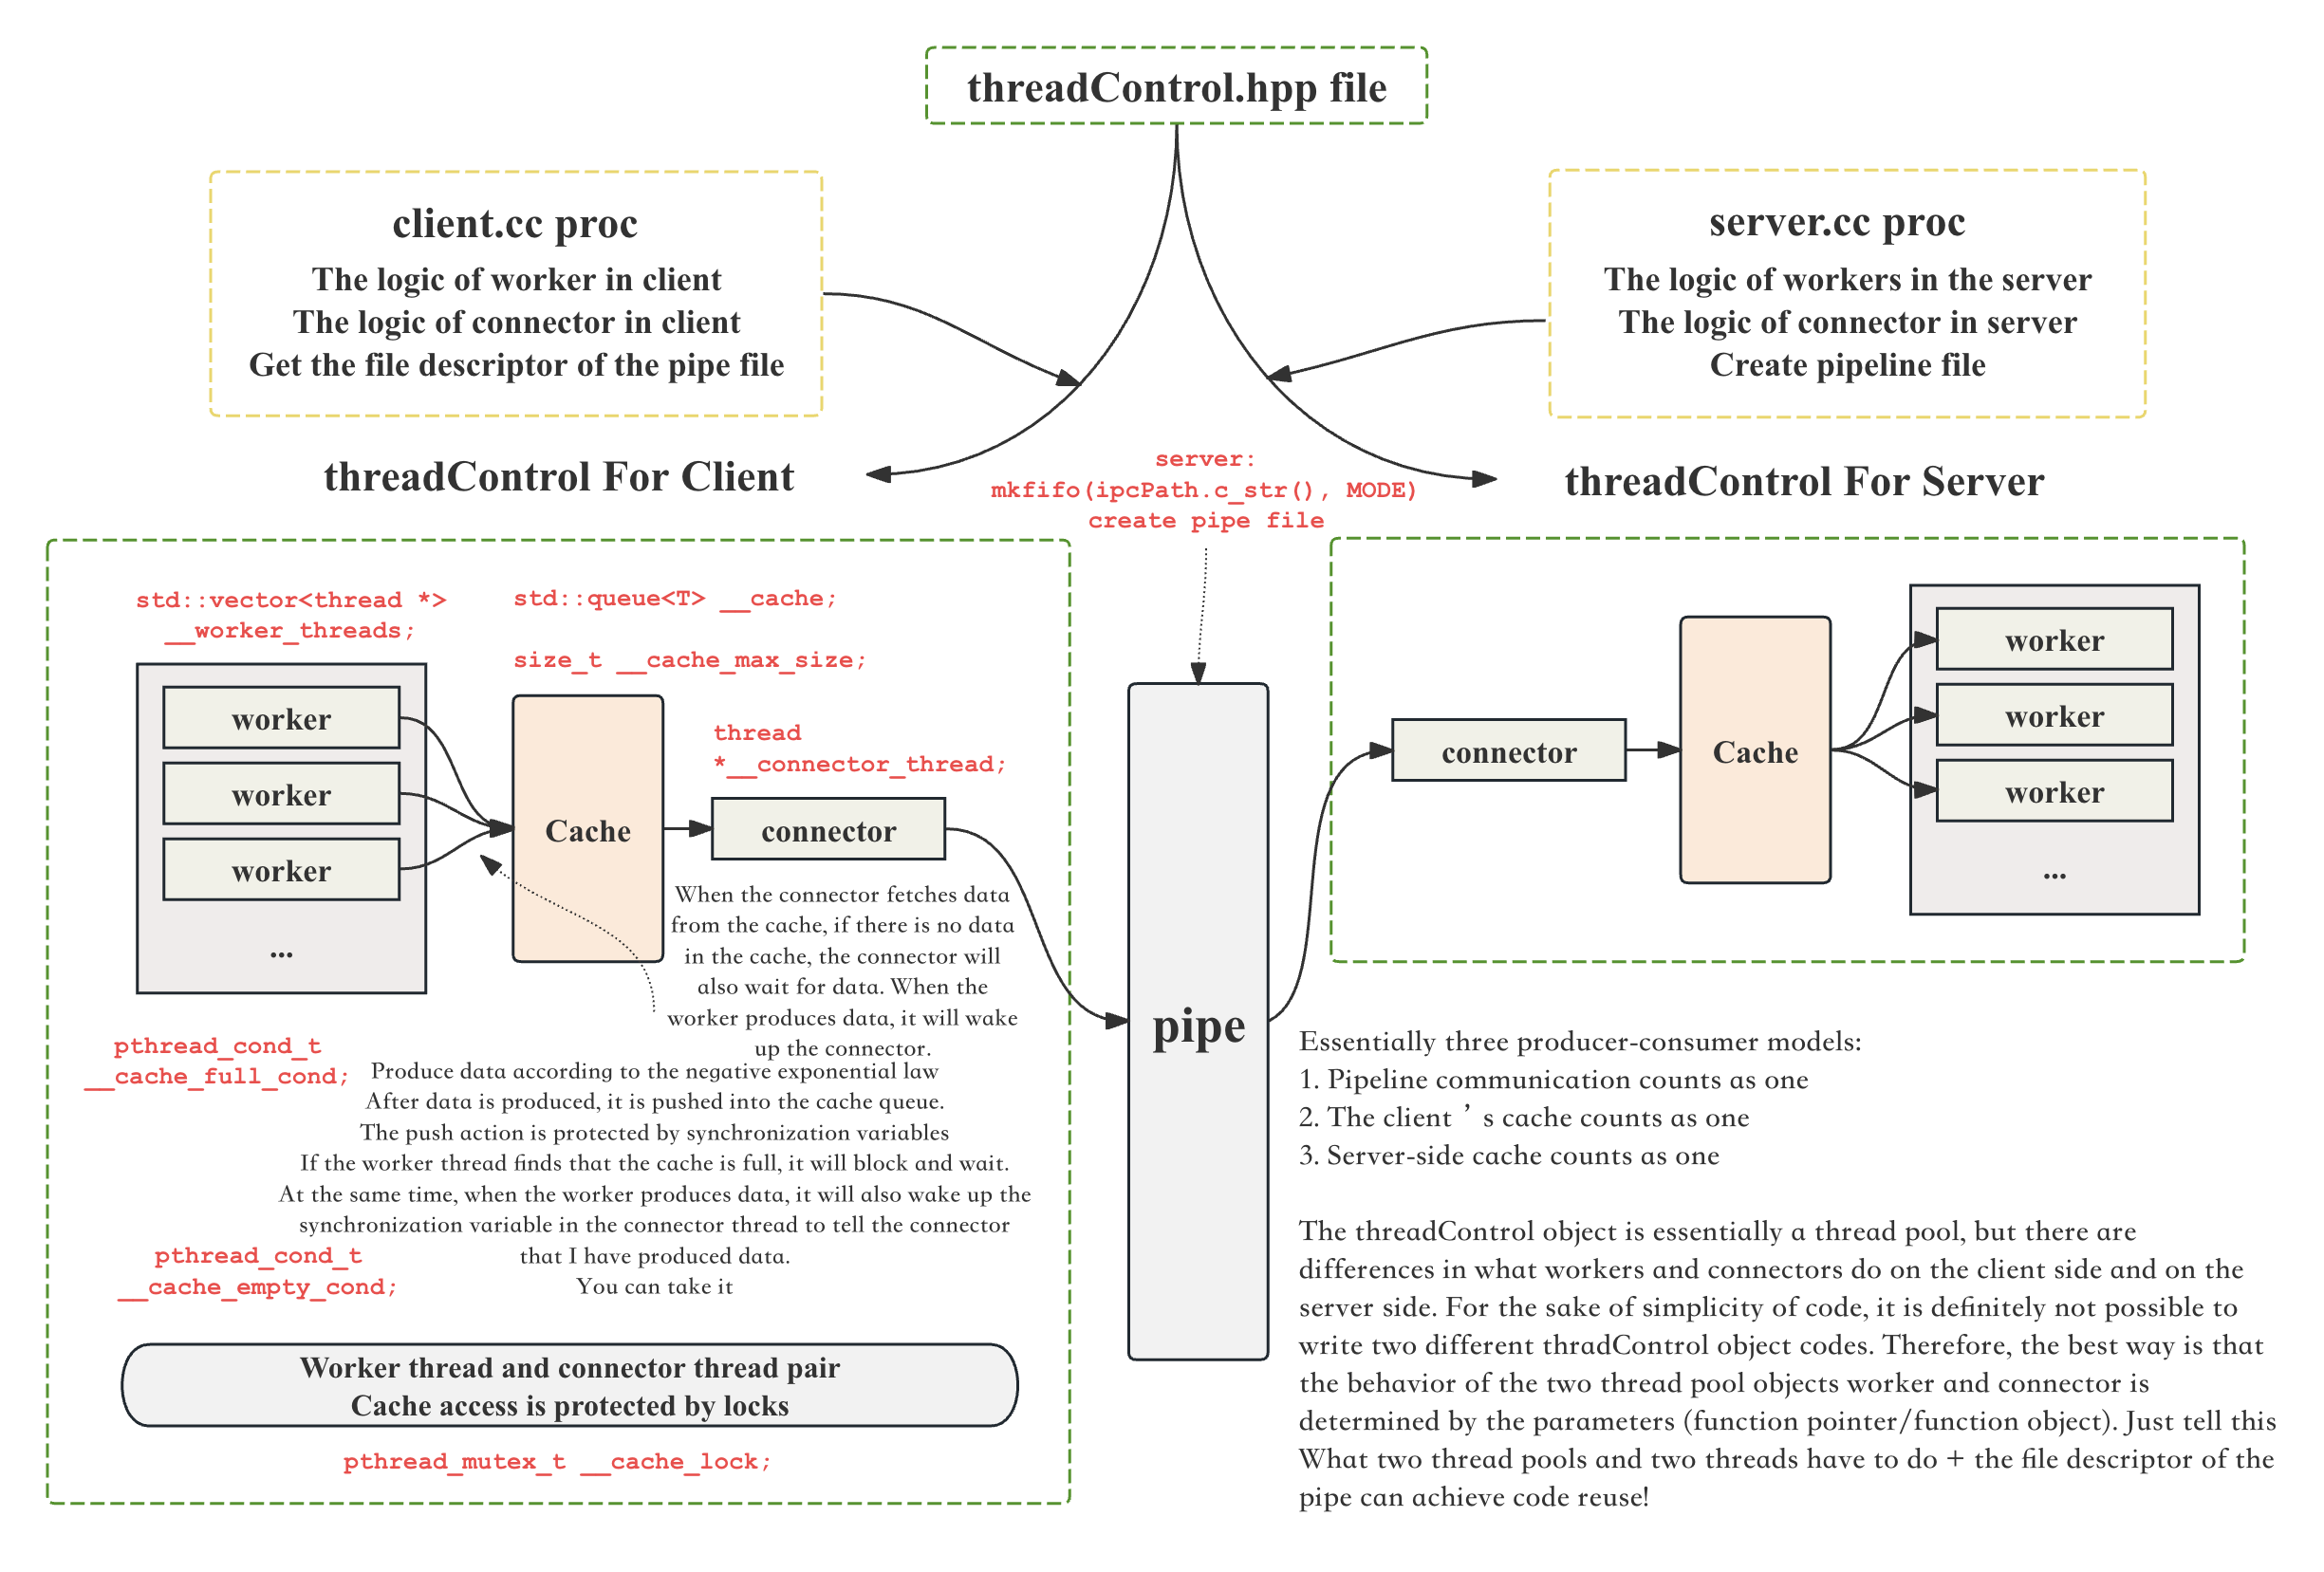 threadControl.hpp file
client.cc proc
The logic of worker in client
The logic of connector in client
Get the file descriptor of the pipe file
server.cc proc
The logic of workers in the server
The logic of connector in server
Create pipeline file
threadControl For Client
server:
mkfifo(ipcPath.c_str(), MODE)
create pipe file
threadControl For Server
std::vector<thread *>
__worker_threads;
std::queue<T> __cache;
size_t __cache_max_size;
worker
worker
worker
...
Cache
thread
*__connector_thread;
connector
When the connector fetches data
from the cache, if there is no data
in the cache, the connector will
also wait for data. When the
worker produces data, it will wake
up the connector.
pthread_cond_t
__cache_full_cond;
Produce data according to the negative exponential law
After data is produced, it is pushed into the cache queue.
The push action is protected by synchronization variables
If the worker thread finds that the cache is full, it will block and wait.
At the same time, when the worker produces data, it will also wake up the
synchronization variable in the connector thread to tell the connector
that I have produced data.
You can take it
pthread_cond_t
__cache_empty_cond;
Worker thread and connector thread pair
Cache access is protected by locks
pthread_mutex_t __cache_lock;
pipe
connector
Cache
worker
worker
worker
...
Essentially three producer-consumer models:
1. Pipeline communication counts as one
2. The client ’ s cache counts as one
3. Server-side cache counts as one
The threadControl object is essentially a thread pool, but there are
differences in what workers and connectors do on the client side and on the
server side. For the sake of simplicity of code, it is definitely not possible to
write two different thradControl object codes. Therefore, the best way is that
the behavior of the two thread pool objects worker and connector is
determined by the parameters (function pointer/function object). Just tell this
What two thread pools and two threads have to do + the file descriptor of the
pipe can achieve code reuse!